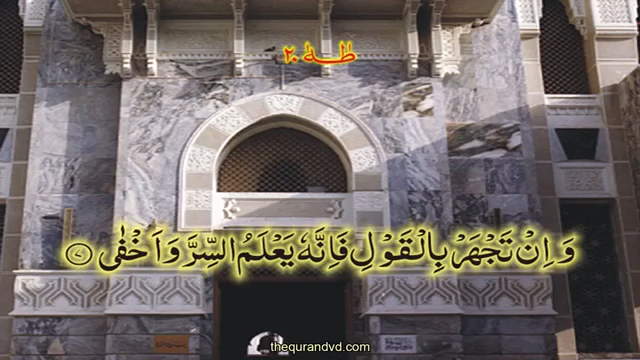 طٰهٰ ٢٠
وَاِنْ تَجْهَرْ بِالْقَوْلِ فَاِنَّهٗ يَعْلَمُ السِّرَّ وَاَخْفٰى ۝٧
thequrandvd.com